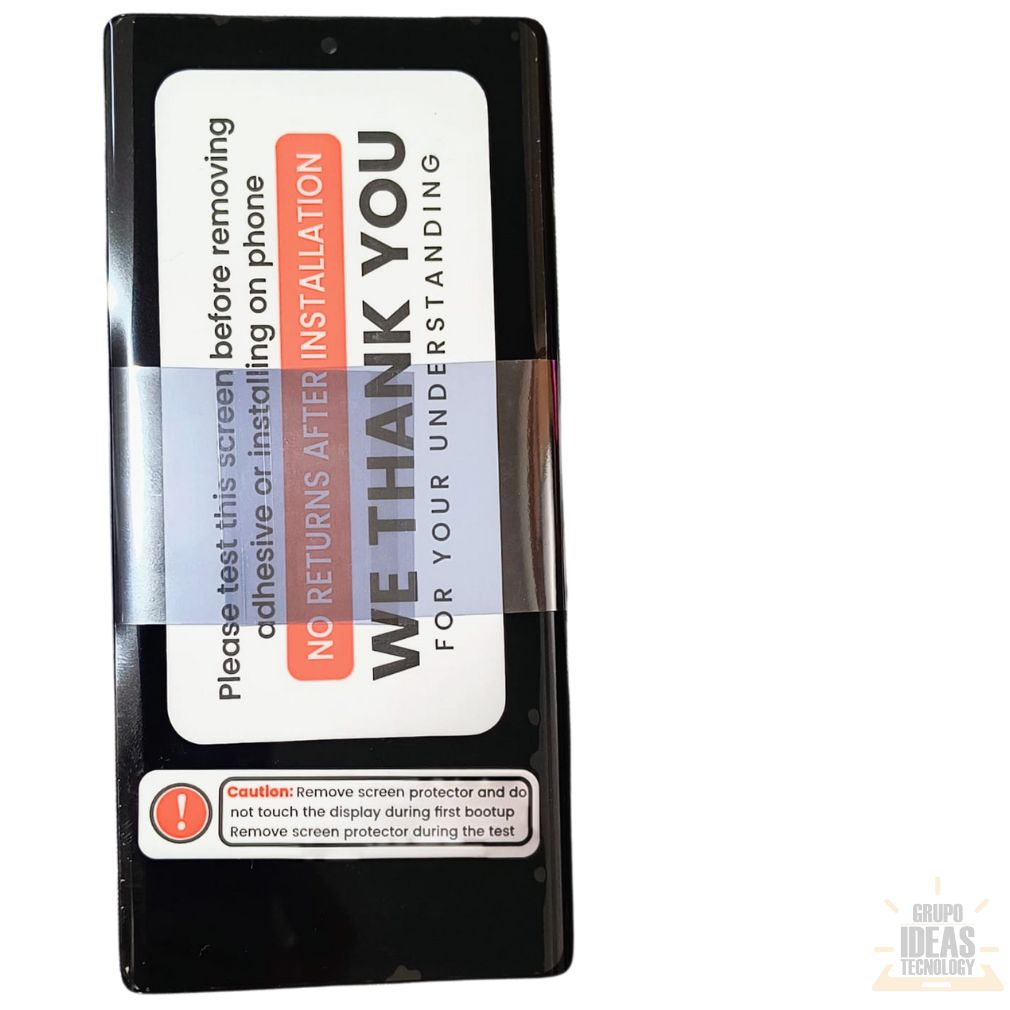 Please test this screen before removing
adhesive or installing on phone
NO RETURNS AFTER INSTALLATION
WE THANK YOU
FOR YOUR UNDERSTANDING
Caution: Remove screen protector and do
not touch the display during first bootup
Remove screen protector during the test
GRUPO
IDEAS
TECNOLOGY